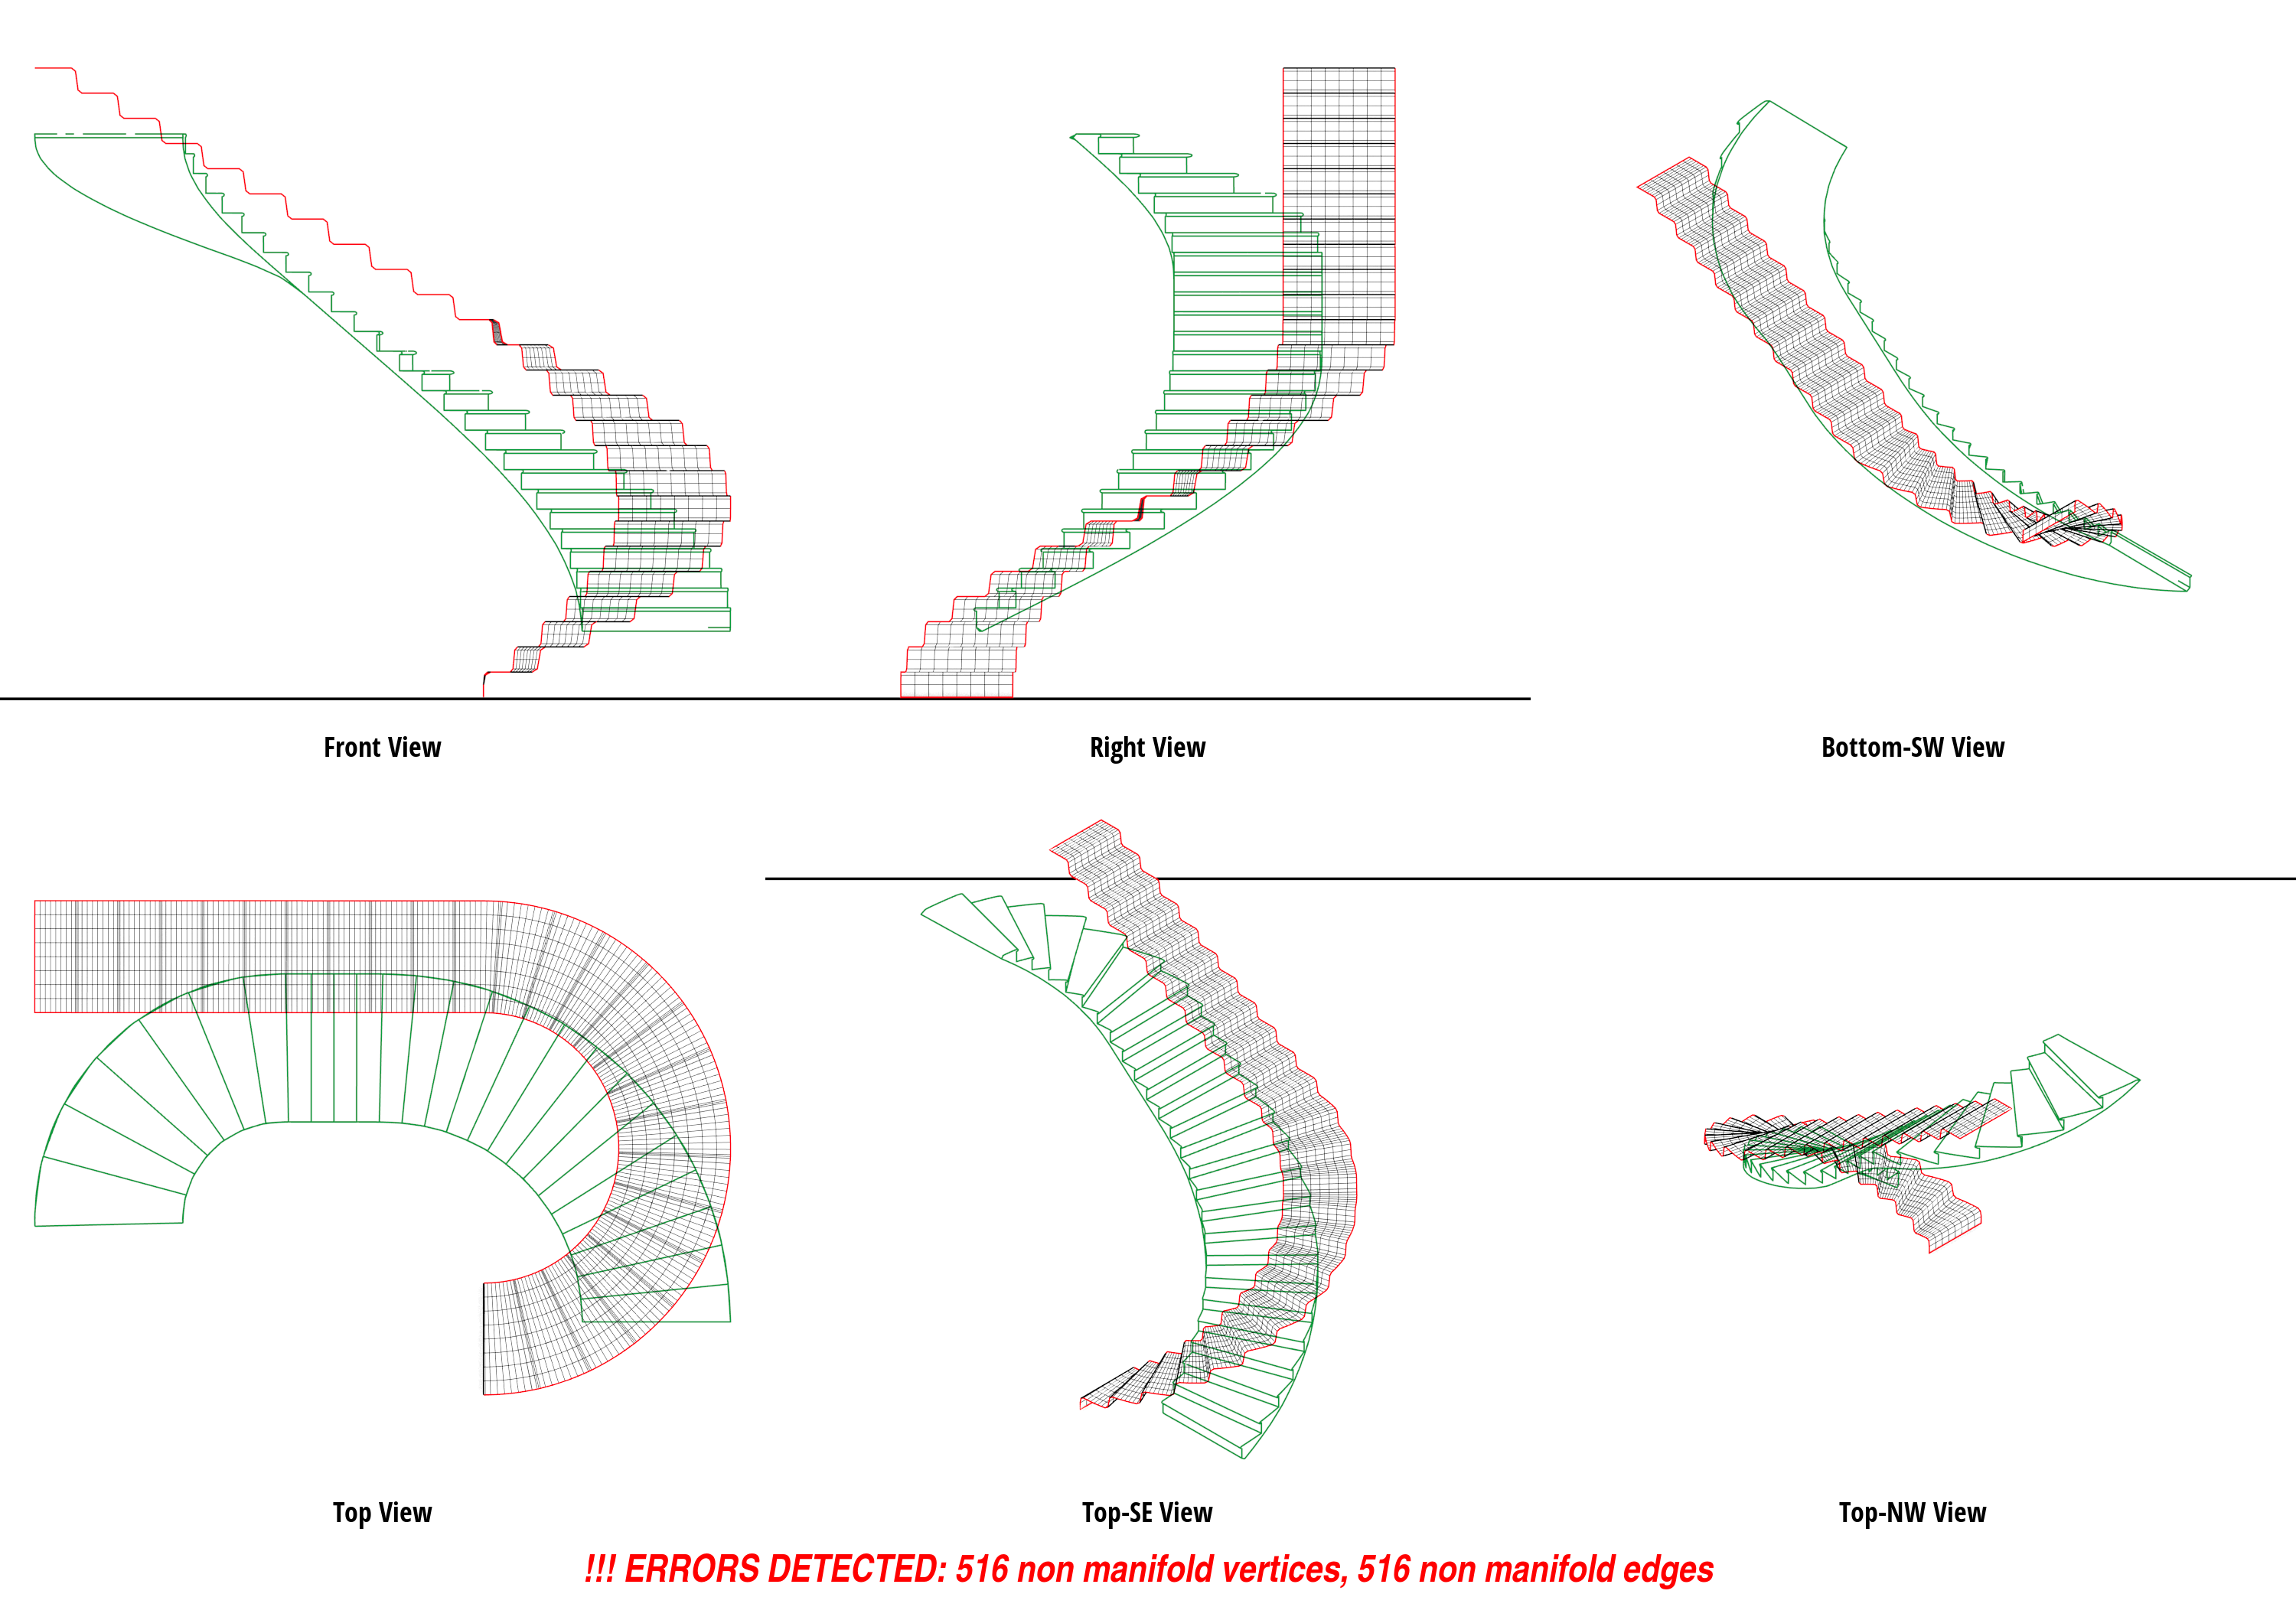 Front View
Right View
Bottom-SW View
Top View
Top-SE View
Top-NW View
!!! ERRORS DETECTED: 516 non manifold vertices, 516 non manifold edges